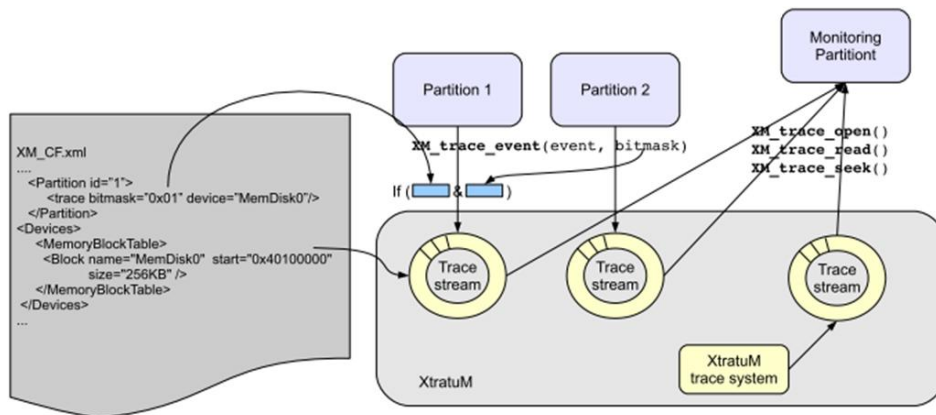 XM_CF.xml
....
<Partition id="1">
<trace bitmask="0x01" device="MemDisk0"/>
</Partition>
<Devices>
<MemoryBlockTable>
<Block name="MemDisk0" start="0x40100000"
size="256KB" />
</MemoryBlockTable>
</Devices>
...
Partition 1
Partition 2
Monitoring
Partitiont
XM_trace_event(event, bitmask)
If ( & )
XM_trace_open()
XM_trace_read()
XM_trace_seek()
Trace
stream
Trace
stream
Trace
stream
XtratuM
XtratuM
trace system